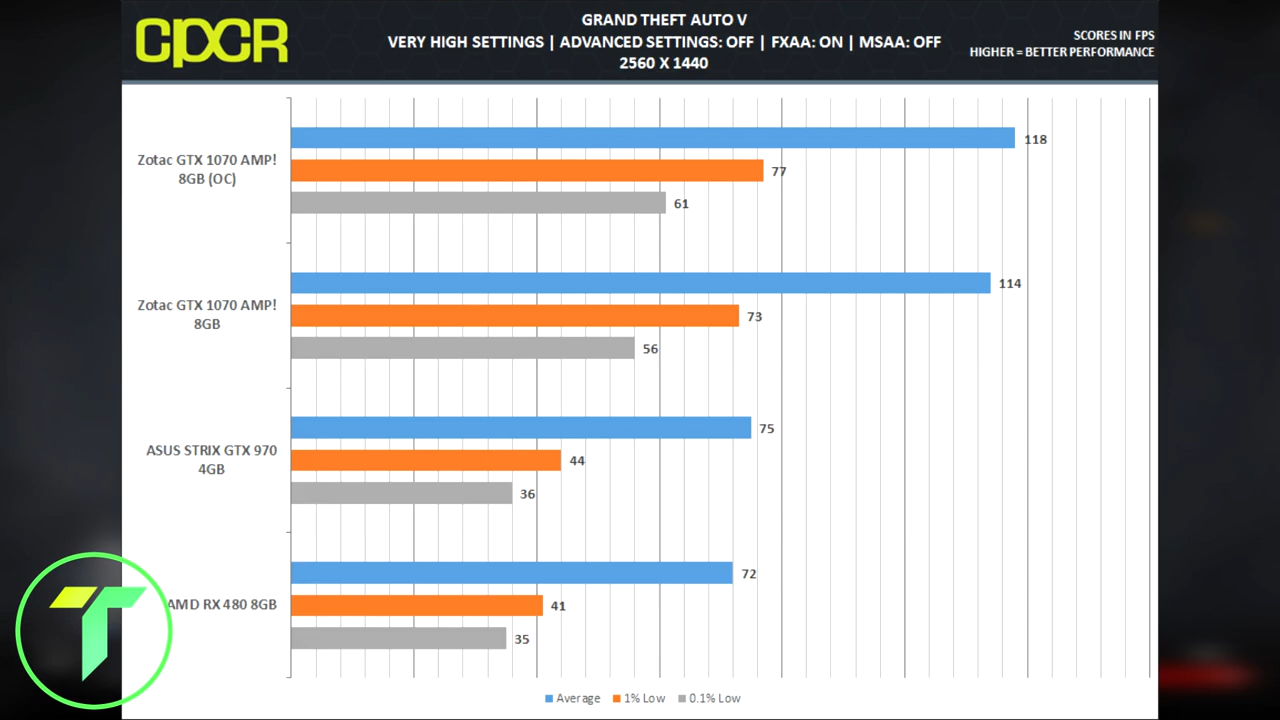 CPCR
GRAND THEFT AUTO V
VERY HIGH SETTINGS | ADVANCED SETTINGS: OFF | FXAA: ON | MSAA: OFF
2560 X 1440
SCORES IN FPS
HIGHER = BETTER PERFORMANCE
Zotac GTX 1070 AMP!
8GB (OC)
118
77
61
Zotac GTX 1070 AMP!
8GB
114
73
56
ASUS STRIX GTX 970
4GB
75
44
36
AMD RX 480 8GB
72
41
35
Average 1% Low 0.1% Low
T